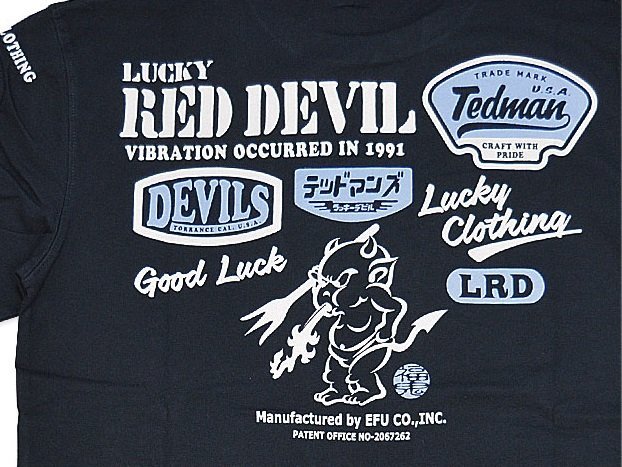 LOTHING
LUCKY
RED DEVIL
VIBRATION OCCURRED IN 1991
TRADE MARK
U.S.A.
Tedman
CRAFT WITH
PRIDE
DEVILS
TORRANCE CAL. U.S.A.
テッドマンズ
ラッキーデビル
Lucky
Clothing
Good Luck
LRD
Manufactured by EFU CO.,INC.
PATENT OFFICE NO-2067262